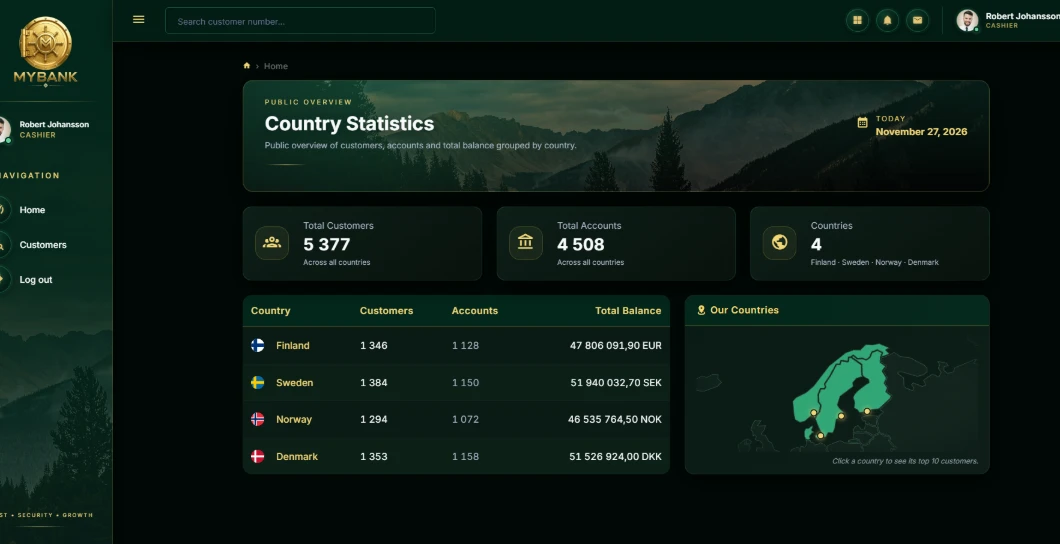 MYBANK
Robert Johansson
CASHIER
AVIGATION
Home
Customers
Log out
ST • SECURITY • GROWTH
Search customer number...
Robert Johansson
CASHIER
› Home
PUBLIC OVERVIEW
Country Statistics
Public overview of customers, accounts and total balance grouped by country.
TODAY
November 27, 2026
Total Customers
5 377
Across all countries
Total Accounts
4 508
Across all countries
Countries
4
Finland · Sweden · Norway · Denmark
Country Customers Accounts Total Balance
Finland 1 346 1 128 47 806 091,90 EUR
Sweden 1 384 1 150 51 940 032,70 SEK
Norway 1 294 1 072 46 535 764,50 NOK
Denmark 1 353 1 158 51 526 924,00 DKK
Our Countries
Click a country to see its top 10 customers.